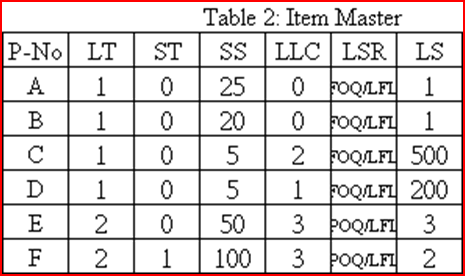 Table 2: Item Master
P-No LT ST SS LLC LSR LS
A 1 0 25 0 FOQ/LFL 1
B 1 0 20 0 FOQ/LFL 1
C 1 0 5 2 FOQ/LFL 500
D 1 0 5 1 FOQ/LFL 200
E 2 0 50 3 POQ/LFL 3
F 2 1 100 3 POQ/LFL 2